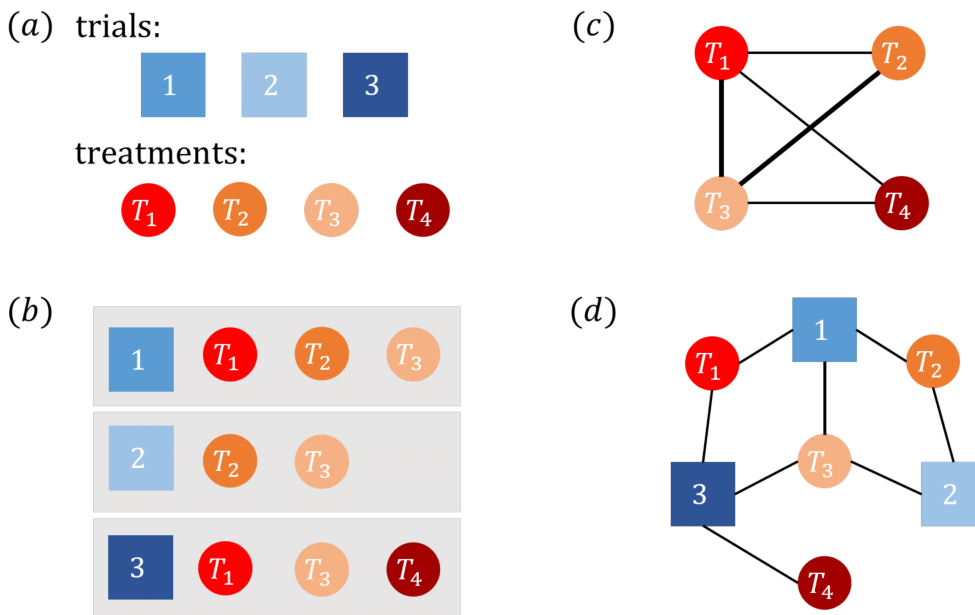 (a) trials:
1 2 3
treatments:
T₁ T₂ T₃ T₄
(b)
1 T₁ T₂ T₃
2 T₂ T₃
3 T₁ T₃ T₄
(c)
T₁ T₂
T₃ T₄
(d)
1
T₁ T₂
T₃
3 2
T₄